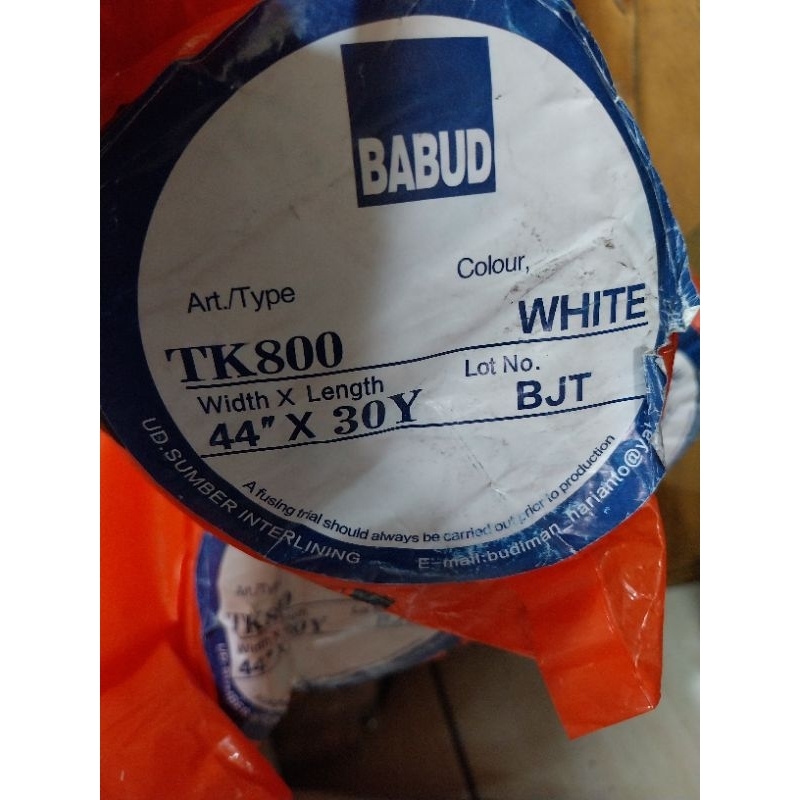 BABUD
Colour,
Art./Type
WHITE
TK800
Lot No.
Width X Length
BJT
44" X 30Y
A fusing trial should always be carried out prior to production
UD.SUMBER INTERLINING
E-mail:budiman_harianto@ya
44" X